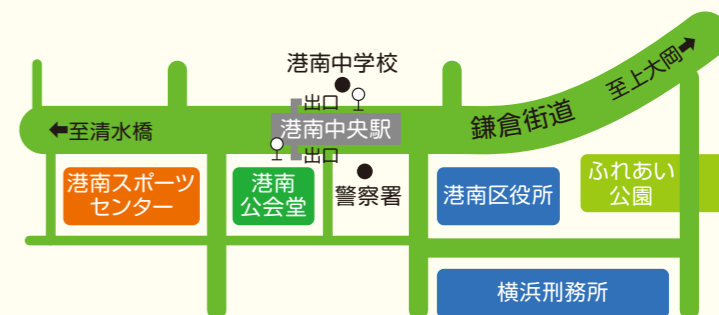 港南中学校
至上大岡➡
出口
⬅至清水橋
港南中央駅
鎌倉街道
出口
港南スポーツ
センター
港南
公会堂
警察署
港南区役所
ふれあい
公園
横浜刑務所